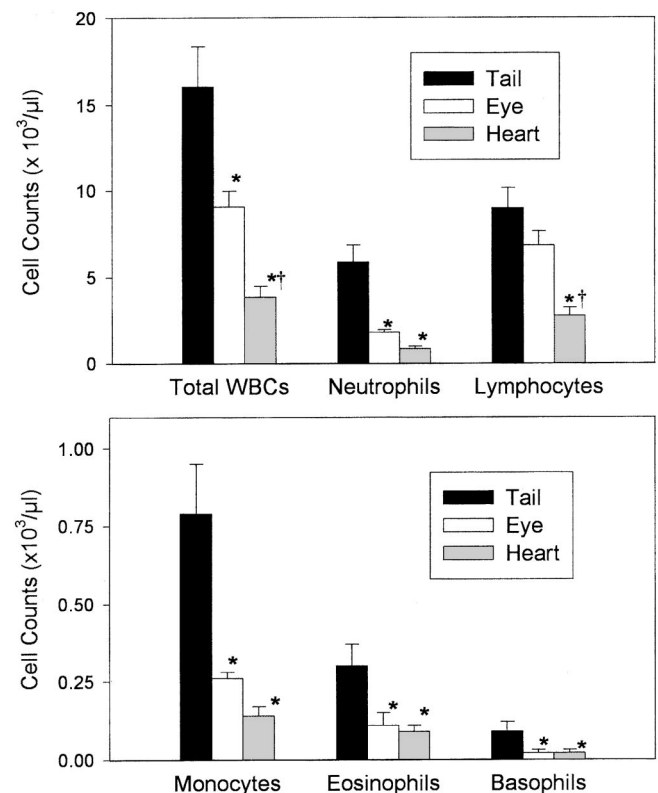 20
15
10
5
0
Cell Counts (x 10³/µl)
Tail
Eye
Heart
*
*†
*
*
*†
Total WBCs Neutrophils Lymphocytes
1.00
0.75
0.50
0.25
0.00
Cell Counts (x10³/µl)
Tail
Eye
Heart
*
*
*
*
*
*
Monocytes Eosinophils Basophils